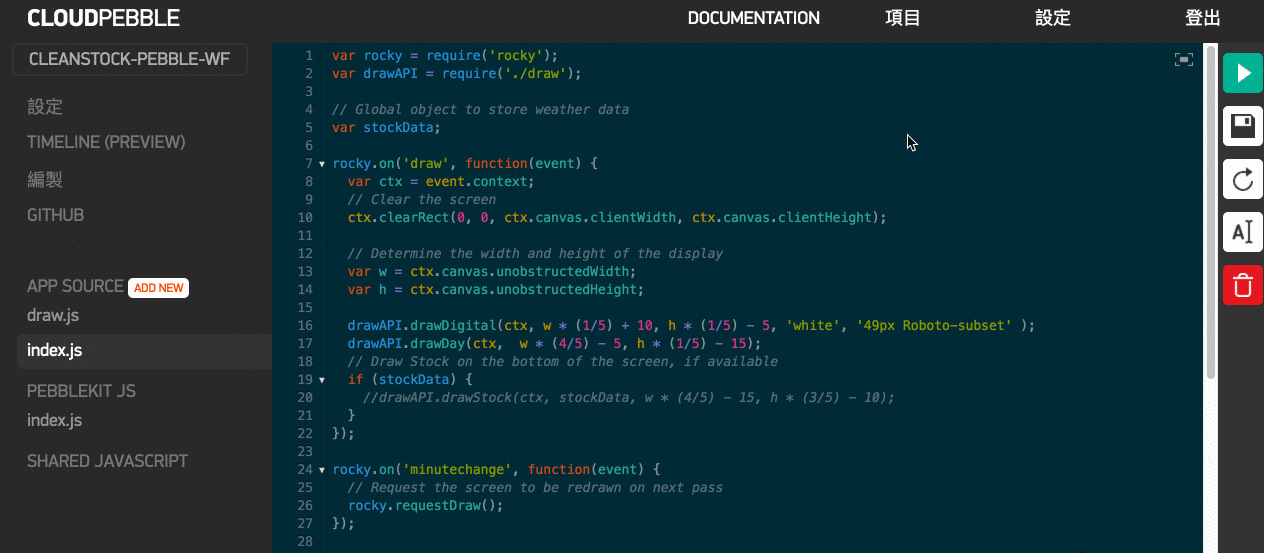 CLOUDPEBBLE
DOCUMENTATION 項目 設定 登出
CLEANSTOCK-PEBBLE-WF
設定
TIMELINE (PREVIEW)
編製
GITHUB
APP SOURCE ADD NEW
draw.js
index.js
PEBBLEKIT JS
index.js
SHARED JAVASCRIPT
1 var rocky = require('rocky');
2 var drawAPI = require('./draw');
3
4 // Global object to store weather data
5 var stockData;
6
7 rocky.on('draw', function(event) {
8   var ctx = event.context;
9   // Clear the screen
10   ctx.clearRect(0, 0, ctx.canvas.clientWidth, ctx.canvas.clientHeight);
11
12   // Determine the width and height of the display
13   var w = ctx.canvas.unobstructedWidth;
14   var h = ctx.canvas.unobstructedHeight;
15
16   drawAPI.drawDigital(ctx, w * (1/5) + 10, h * (1/5) - 5, 'white', '49px Roboto-subset' );
17   drawAPI.drawDay(ctx,  w * (4/5) - 5, h * (1/5) - 15);
18   // Draw Stock on the bottom of the screen, if available
19   if (stockData) {
20     //drawAPI.drawStock(ctx, stockData, w * (4/5) - 15, h * (3/5) - 10);
21   }
22 });
23
24 rocky.on('minutechange', function(event) {
25   // Request the screen to be redrawn on next pass
26   rocky.requestDraw();
27 });
28
AI